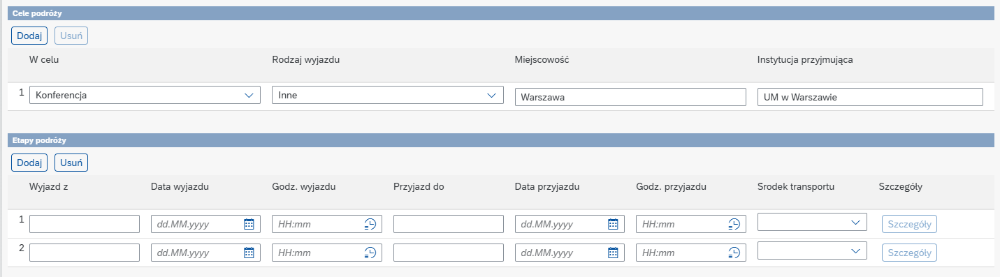 Cele podróży
Dodaj Usuń
W celu Rodzaj wyjazdu Miejscowość Instytucja przyjmująca
1 Konferencja Inne Warszawa UM w Warszawie
Etapy podróży
Dodaj Usuń
Wyjazd z Data wyjazdu Godz. wyjazdu Przyjazd do Data przyjazdu Godz. przyjazdu Srodek transportu Szczegóły
1 dd.MM.yyyy HH:mm dd.MM.yyyy HH:mm Szczegóły
2 dd.MM.yyyy HH:mm dd.MM.yyyy HH:mm Szczegóły